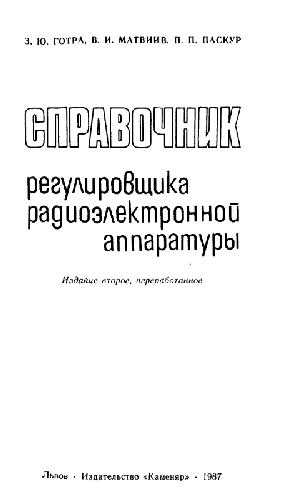 З. Ю. ГОТРА, В. И. МАТВИИВ, П. П. ПАСКУР
СПРАВОЧНИК
регулировщика
радиоэлектронной
аппаратуры
Издание второе, переработанное
Львов · Издательство «Каменяр» · 1987